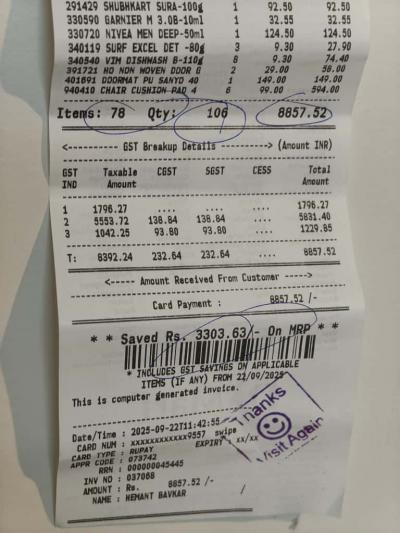 291429 SHUBHKART SURA-100g 1 92.50 92.50
330590 GARNIER M 3.0B-10ml 1 32.55 32.55
330720 NIVEA MEN DEEP-50ml 1 124.50 124.50
340119 SURF EXCEL DET -80g 3 9.30 27.90
340540 VIM DISHWASH B-110g 8 9.30 74.40
391721 HO NON WOVEN DOOR B 2 29.00 58.00
401691 DOORMAT PU SANYO 40 1 149.00 149.00
940410 CHAIR CUSHION PAD 4 6 99.00 594.00
Items: 78 Qty: 106 8857.52
<---------- GST Breakup Details ----------> (Amount INR)
GST IND Taxable Amount CGST SGST CESS Total Amount
1 1796.27 .... .... .... 1796.27
2 5553.72 138.84 138.84 .... 5831.40
3 1042.25 93.80 93.80 .... 1229.85
T: 8392.24 232.64 232.64 .... 8857.52
<---- Amount Received From Customer ---->
Card Payment : 8857.52 /-
* * Saved Rs. 3303.63/- On MRP * *
* INCLUDES GST SAVINGS ON APPLICABLE
ITEMS (IF ANY) FROM 22/09/2025
This is computer generated invoice.
Thanks
Visit Again
Date/Time : 2025-09-22T11:42:55
CARD NUM : xxxxxxxxxxxx9557 swipe
CARD TYPE : RUPAY EXPIRY : xx/xx
APPR CODE : 073742
RRN : 000000045445
INV NO : 037068
AMOUNT : Rs. 8857.52 /-
NAME : HEMANT BAVKAR